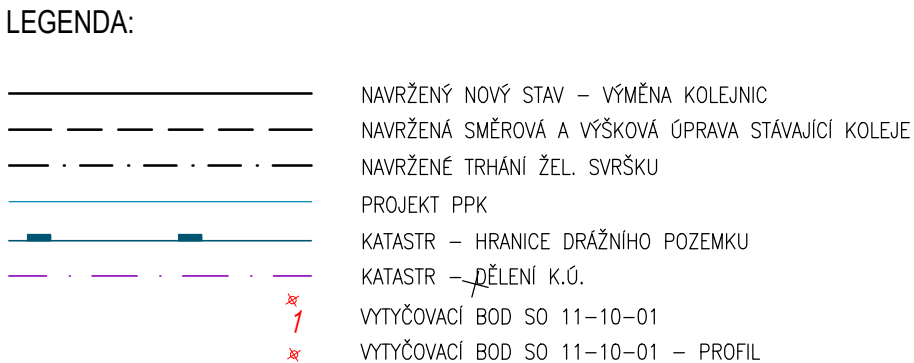 LEGENDA:
NAVRŽENÝ NOVÝ STAV – VÝMĚNA KOLEJNIC
NAVRŽENÁ SMĚROVÁ A VÝŠKOVÁ ÚPRAVA STÁVAJÍCÍ KOLEJE
NAVRŽENÉ TRHÁNÍ ŽEL. SVRŠKU
PROJEKT PPK
KATASTR – HRANICE DRÁŽNÍHO POZEMKU
KATASTR – DĚLENÍ K.Ú.
1 VYTYČOVACÍ BOD SO 11–10–01
VYTYČOVACÍ BOD SO 11–10–01 – PROFIL